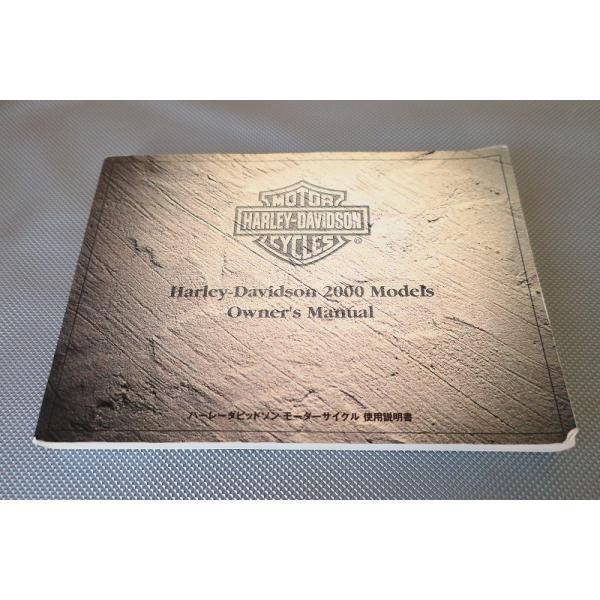 MOTOR
HARLEY-DAVIDSON
CYCLES
®
Harley-Davidson 2000 Models
Owner's Manual
ハーレーダビッドソン モーターサイクル 使用説明書